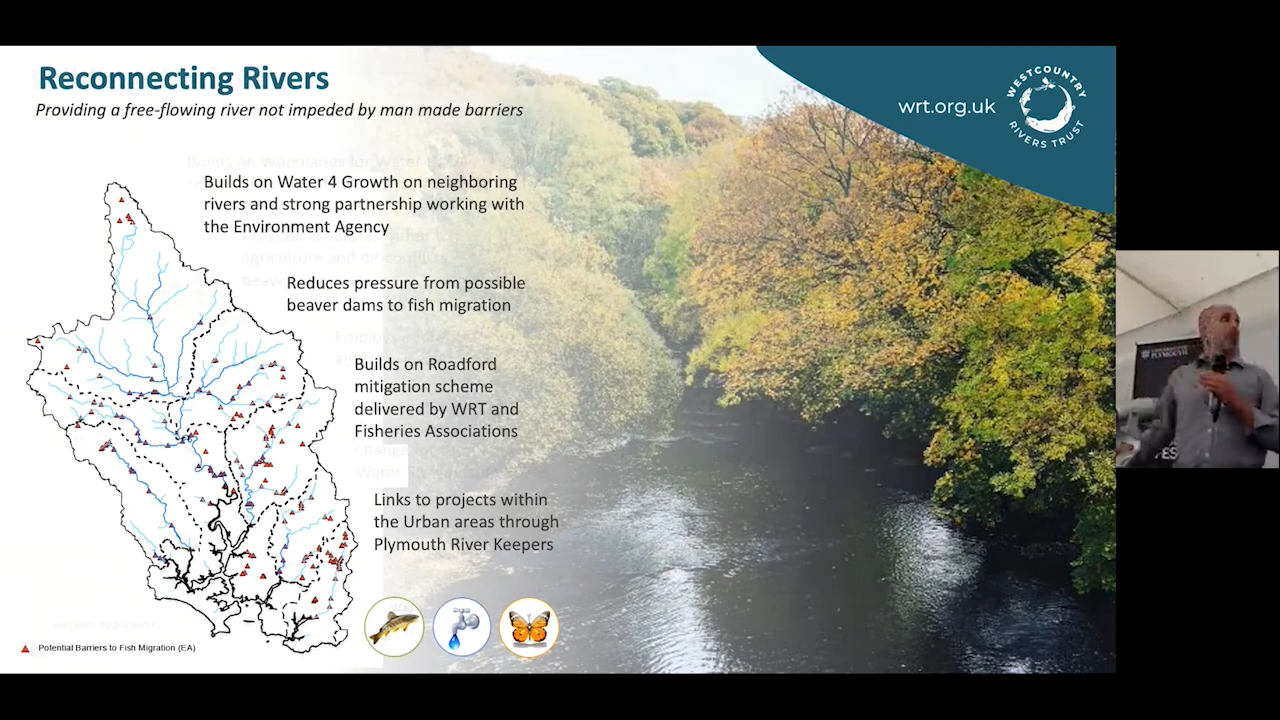 Reconnecting Rivers
Providing a free-flowing river not impeded by man made barriers
wrt.org.uk
WESTCOUNTRY
RIVERS TRUST
Builds on Water 4 Growth on neighboring
rivers and strong partnership working with
the Environment Agency
Reduces pressure from possible
beaver dams to fish migration
Builds on Roadford
mitigation scheme
delivered by WRT and
Fisheries Associations
Links to projects within
the Urban areas through
Plymouth River Keepers
Potential Barriers to Fish Migration (EA)
PLYMOUTH